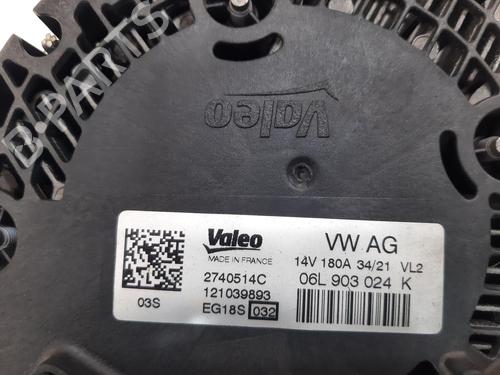 B-PARTS
Valeo
Valeo
MADE IN FRANCE
2740514C
121039893
EG18S 032
03S
VW AG
14V 180A 34/21 VL2
06L 903 024 K